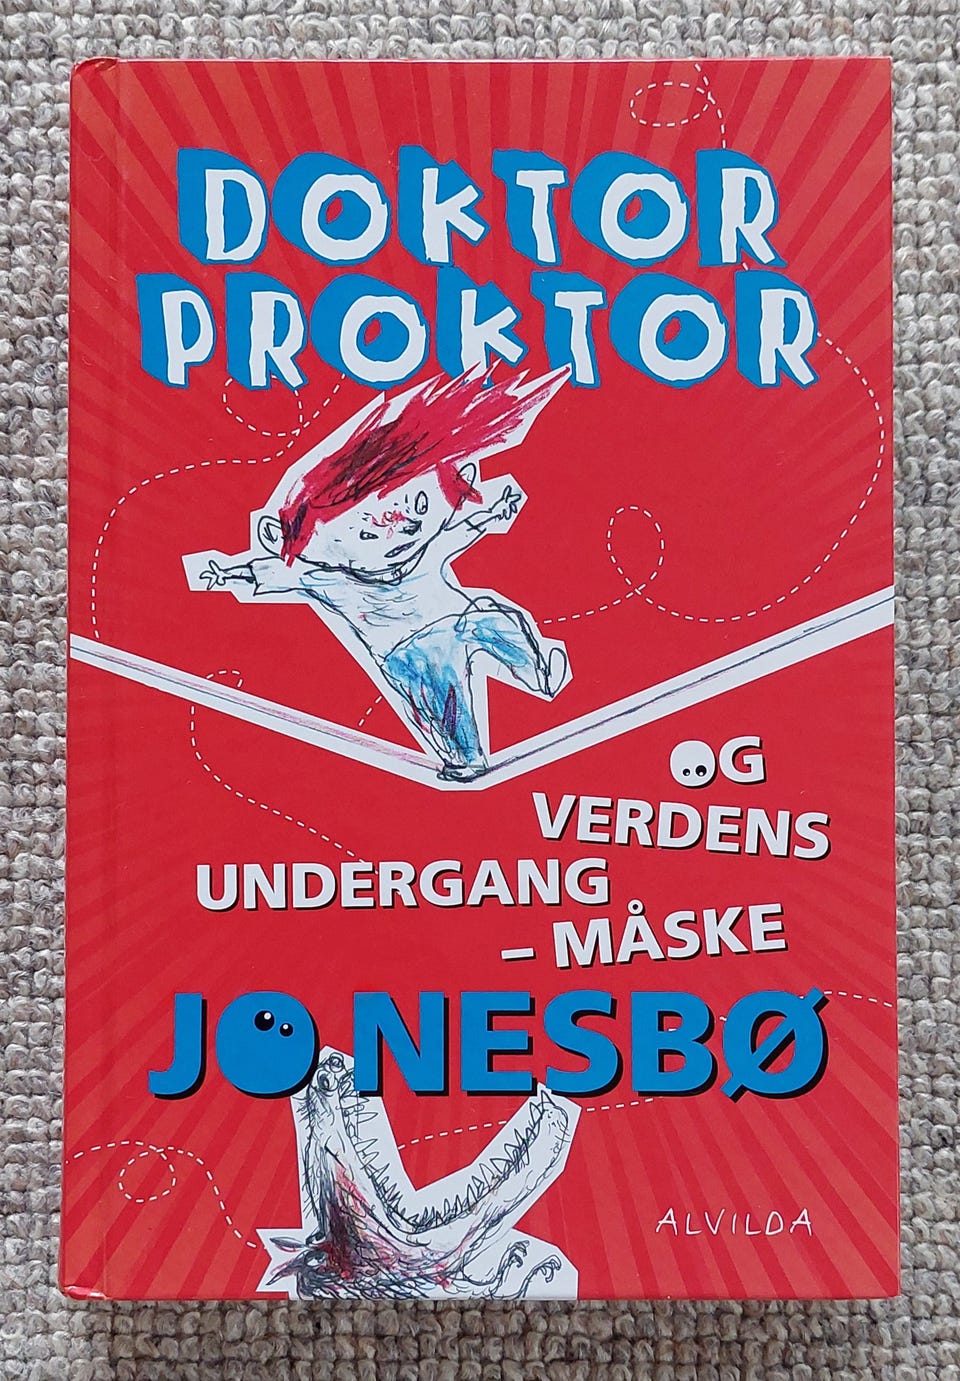 DOKTOR
PROKTOR
OG
VERDENS
UNDERGANG
– MÅSKE
JO NESBØ
ALVILDA